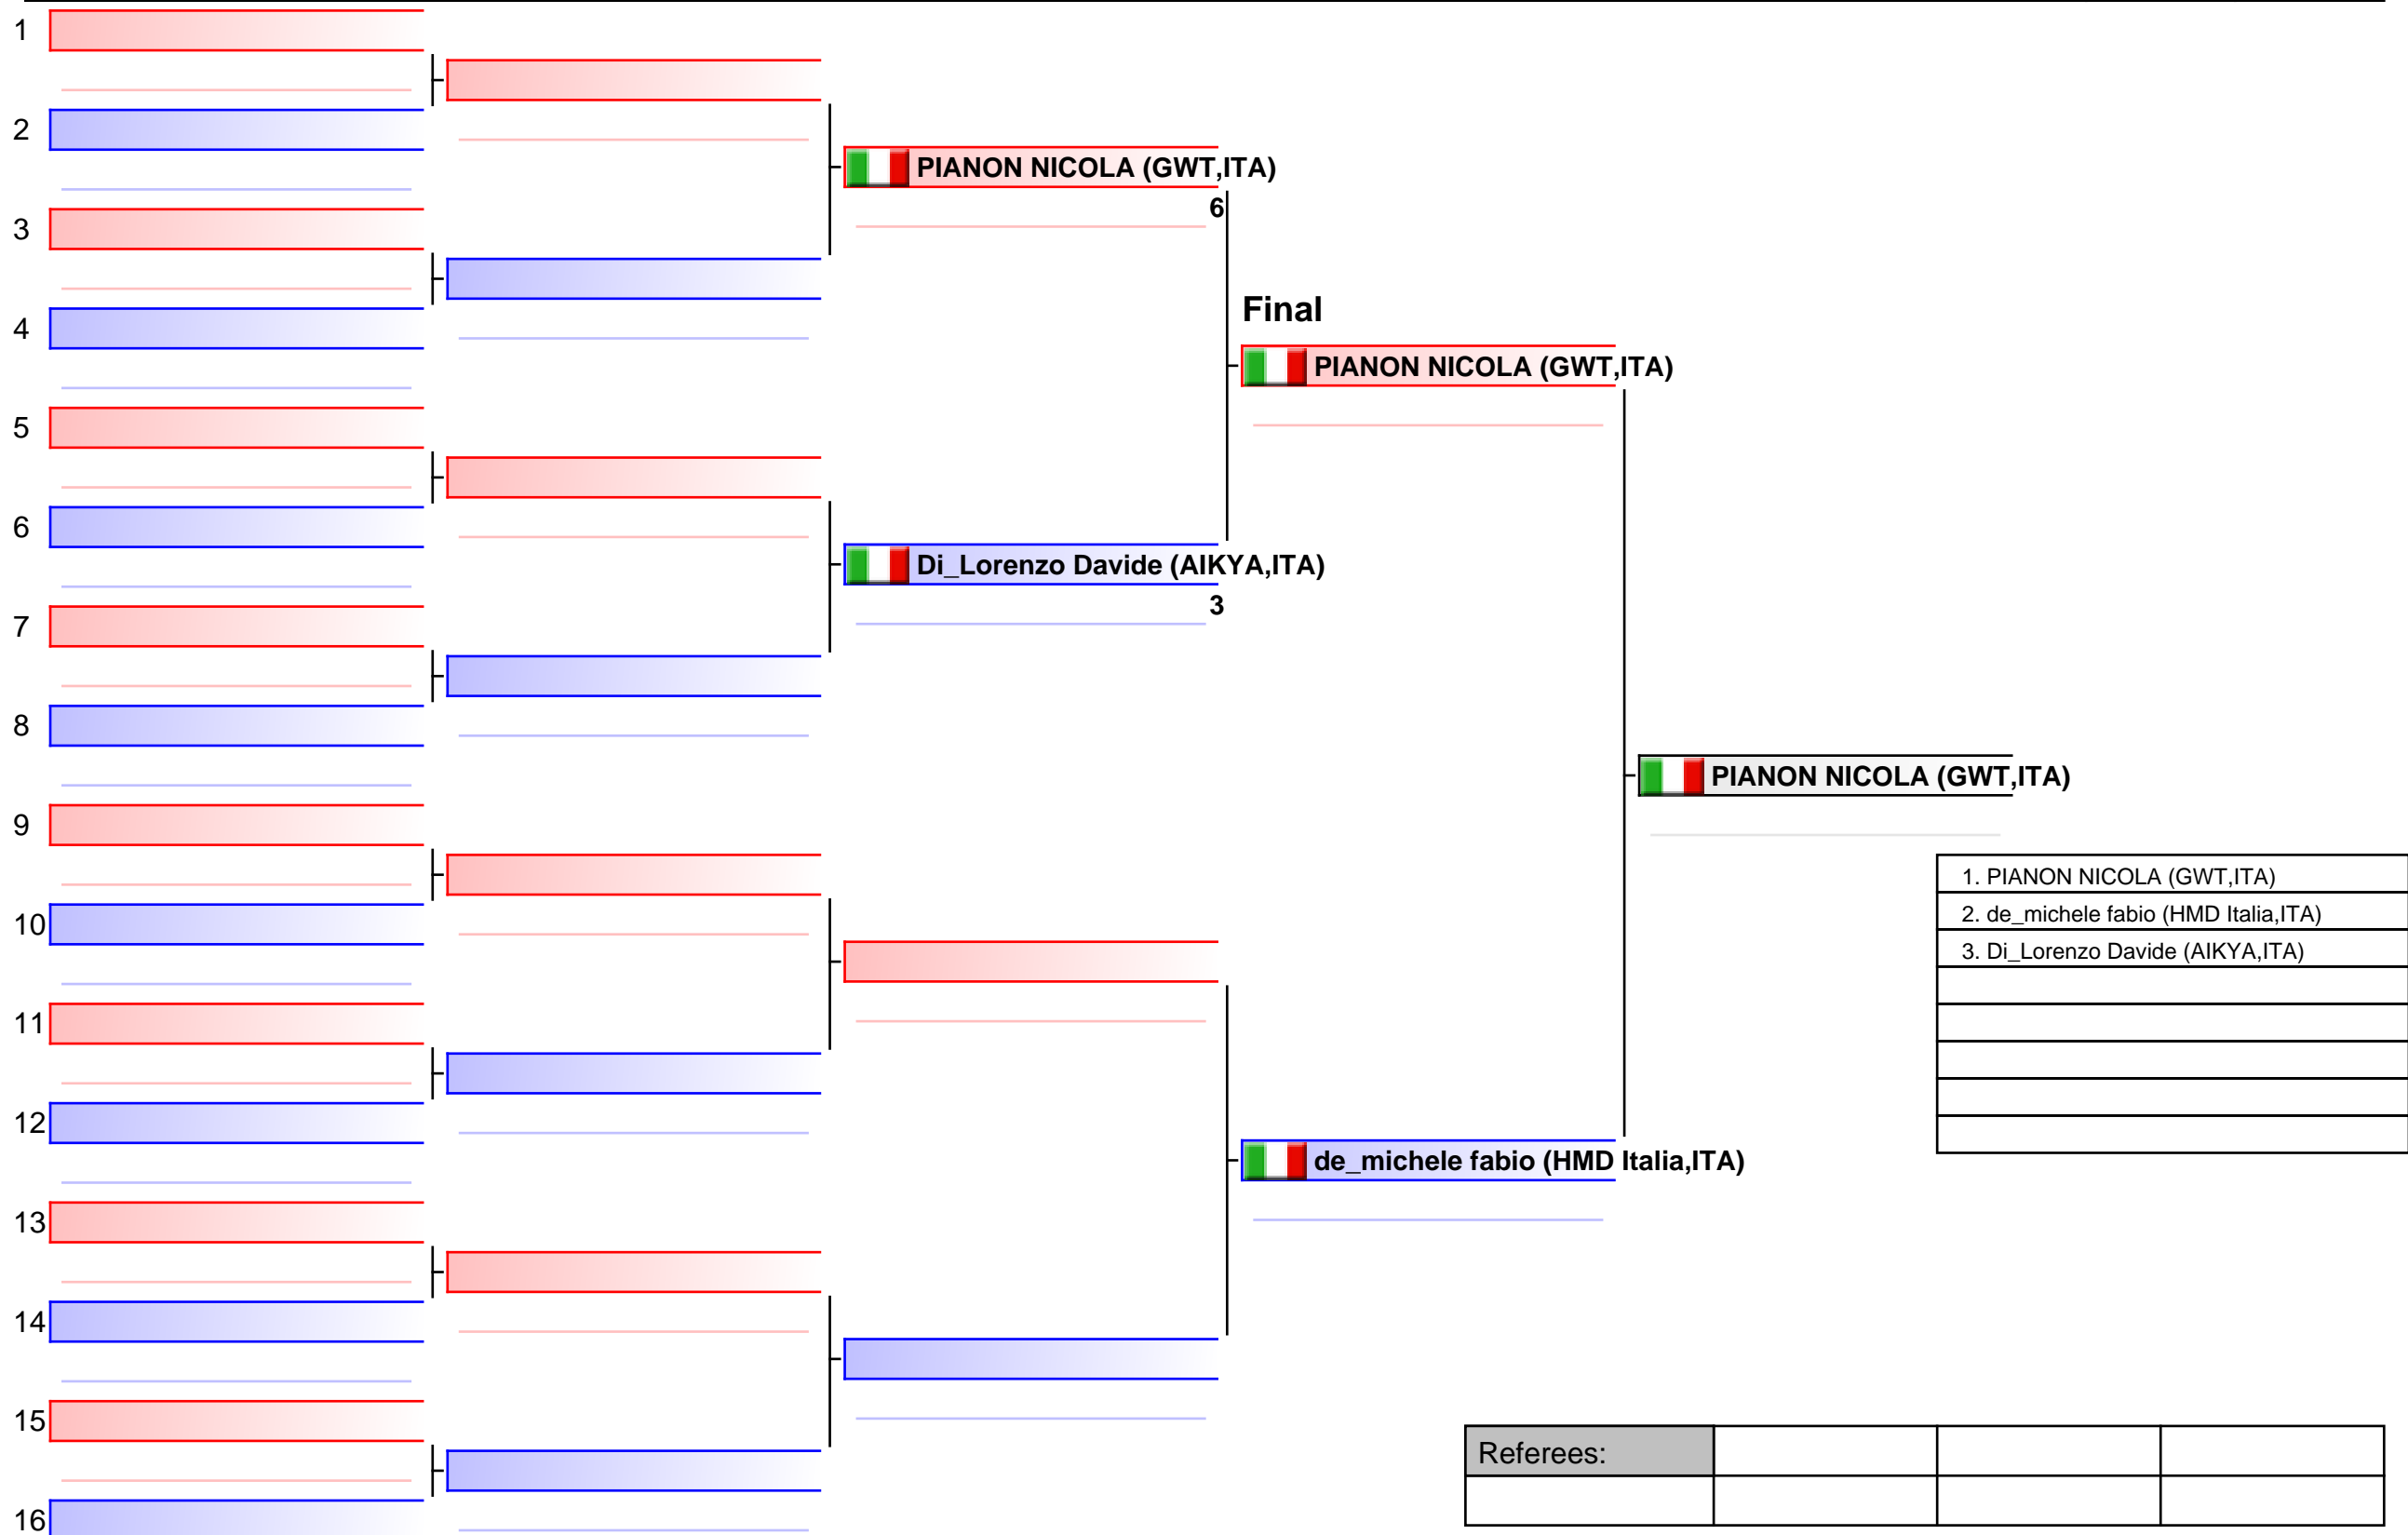 1
2
PIANON NICOLA (GWT,ITA)
6
3
4
Final
PIANON NICOLA (GWT,ITA)
5
6
Di_Lorenzo Davide (AIKYA,ITA)
3
7
8
PIANON NICOLA (GWT,ITA)
9
1. PIANON NICOLA (GWT,ITA)
2. de_michele fabio (HMD Italia,ITA)
3. Di_Lorenzo Davide (AIKYA,ITA)
10
11
12
de_michele fabio (HMD Italia,ITA)
13
14
15
Referees:
16